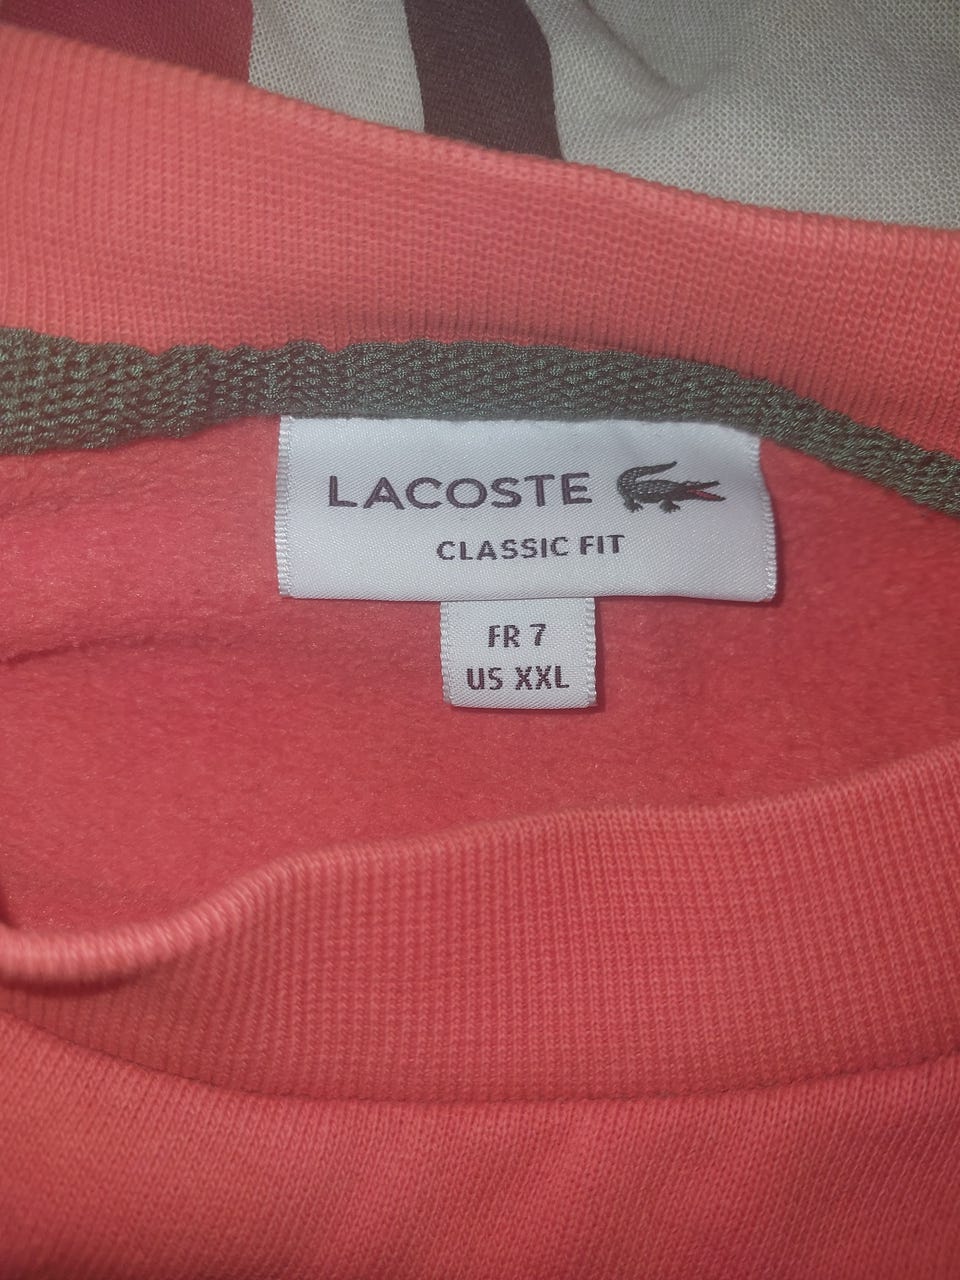 LACOSTE
CLASSIC FIT
FR 7
US XXL